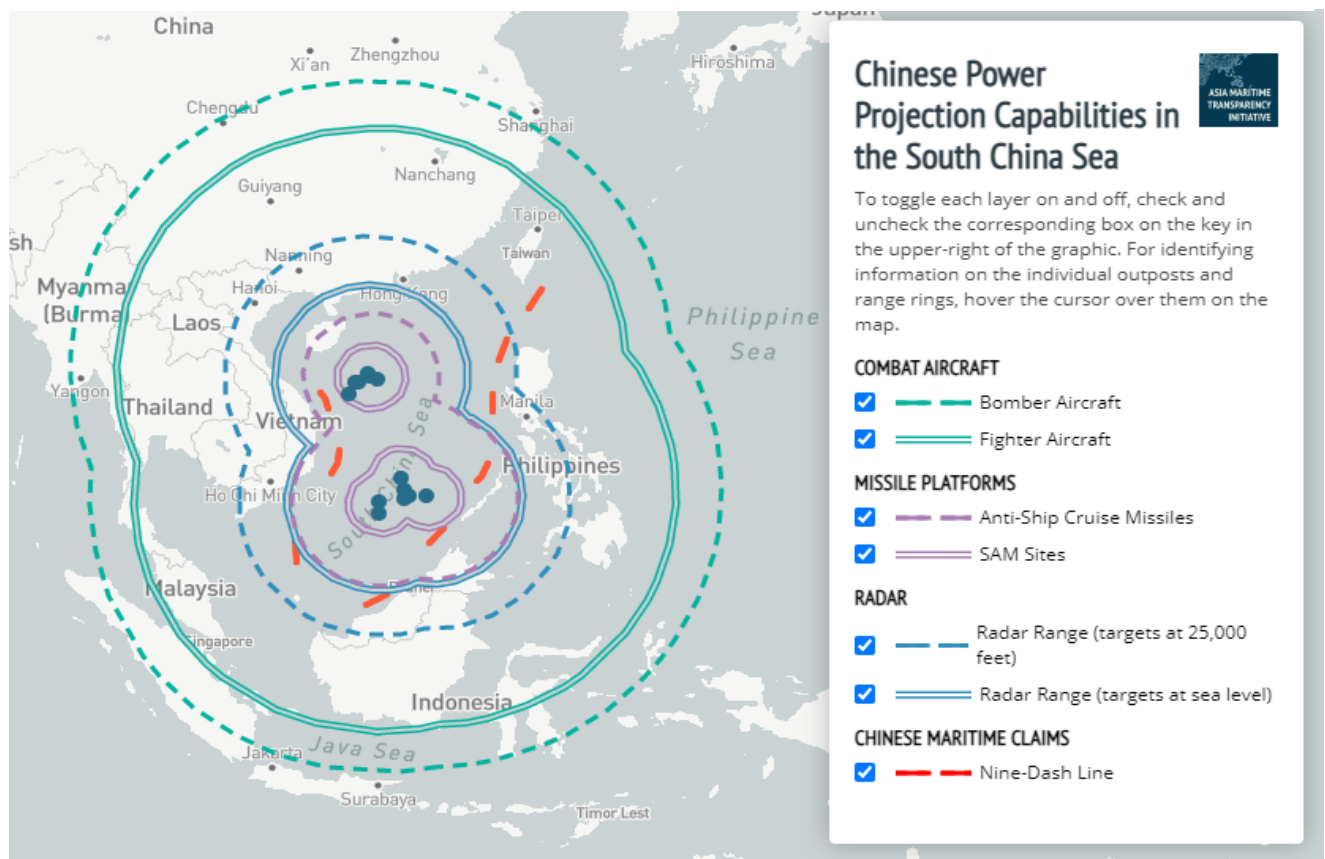 China
Japan
Zhengzhou
Xi'an
Hiroshima
Chengdu
Shanghai
Nanchang
Guiyang
Taipei
Taiwan
sh
Nanning
Myanma
(Burma
Hanoi
Hong Kong
Laos
Philippine
Sea
Yangon
Thailand
Manila
Vietnam
South China Sea
Philippines
Ho Chi Minh City
Malaysia
Singapore
Indonesia
Java Sea
Jakarta
Surabaya
Timor Lest
Chinese Power
Projection Capabilities in
the South China Sea
ASIA MARITIME
TRANSPARENCY
INITIATIVE
To toggle each layer on and off, check and
uncheck the corresponding box on the key in
the upper-right of the graphic. For identifying
information on the individual outposts and
range rings, hover the cursor over them on the
map.
COMBAT AIRCRAFT
Bomber Aircraft
Fighter Aircraft
MISSILE PLATFORMS
Anti-Ship Cruise Missiles
SAM Sites
RADAR
Radar Range (targets at 25,000
feet)
Radar Range (targets at sea level)
CHINESE MARITIME CLAIMS
Nine-Dash Line